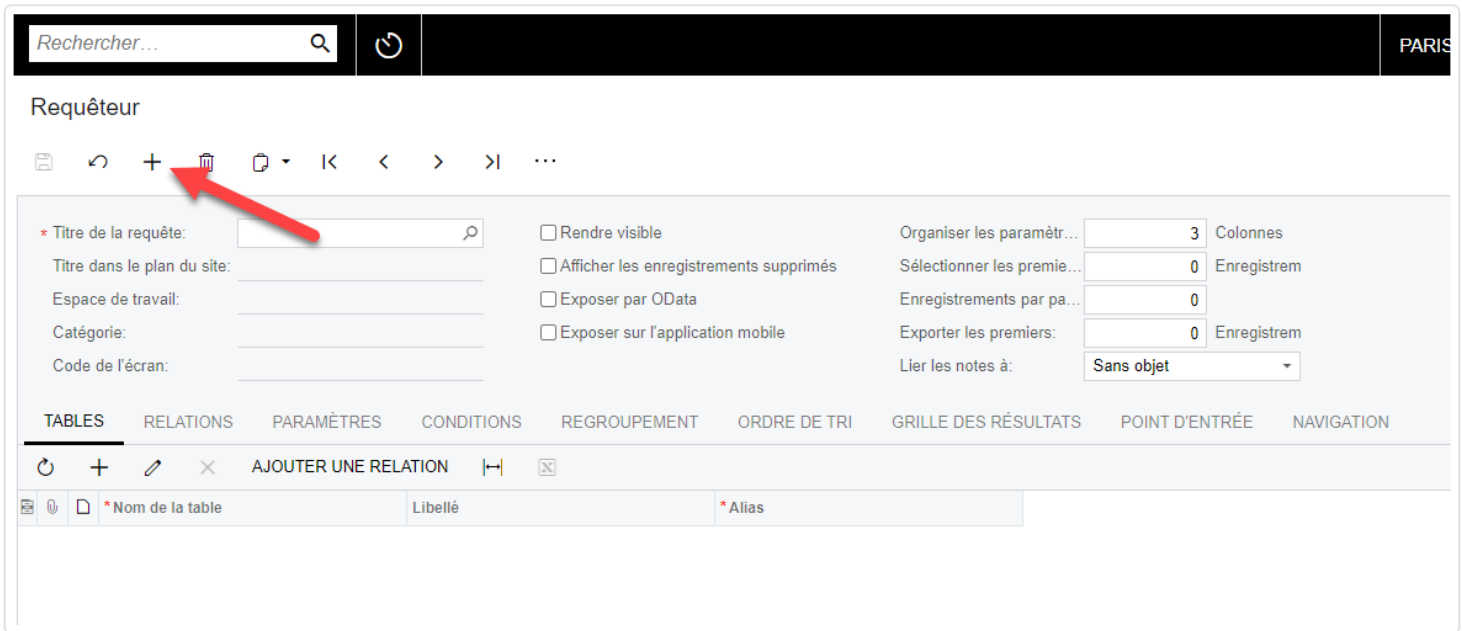 Rechercher...
PARIS
Requêteur
* Titre de la requête:
Rendre visible
Organiser les paramètr...
3
Colonnes
Titre dans le plan du site:
Afficher les enregistrements supprimés
Sélectionner les premie...
0
Enregistrem
Espace de travail:
Exposer par OData
Enregistrements par pa...
0
Catégorie:
Exposer sur l'application mobile
Exporter les premiers:
0
Enregistrem
Code de l'écran:
Lier les notes à:
Sans objet
TABLES
RELATIONS
PARAMÈTRES
CONDITIONS
REGROUPEMENT
ORDRE DE TRI
GRILLE DES RÉSULTATS
POINT D'ENTRÉE
NAVIGATION
AJOUTER UNE RELATION
* Nom de la table
Libellé
* Alias